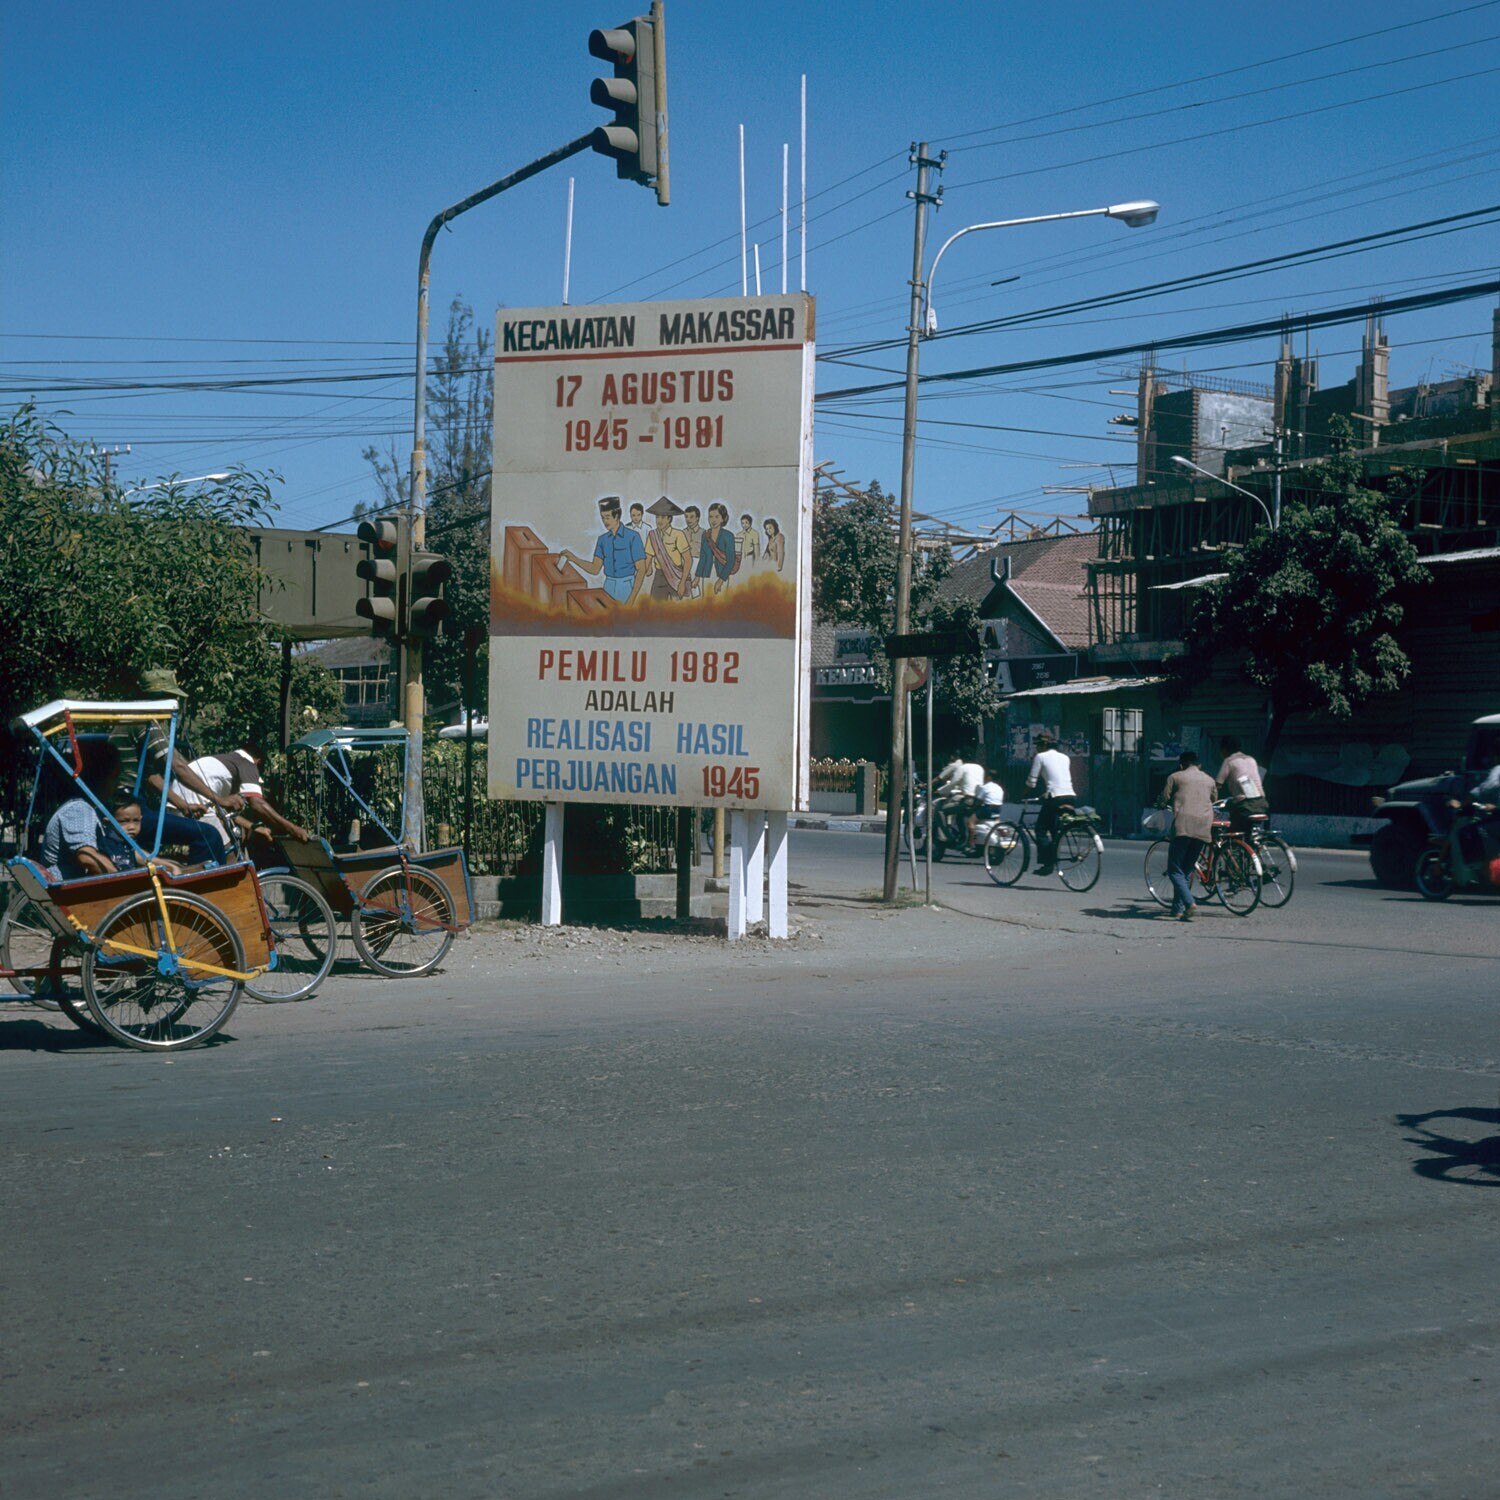 KECAMATAN MAKASSAR
17 AGUSTUS
1945 - 1981
PEMILU 1982
ADALAH
REALISASI HASIL
PERJUANGAN 1945